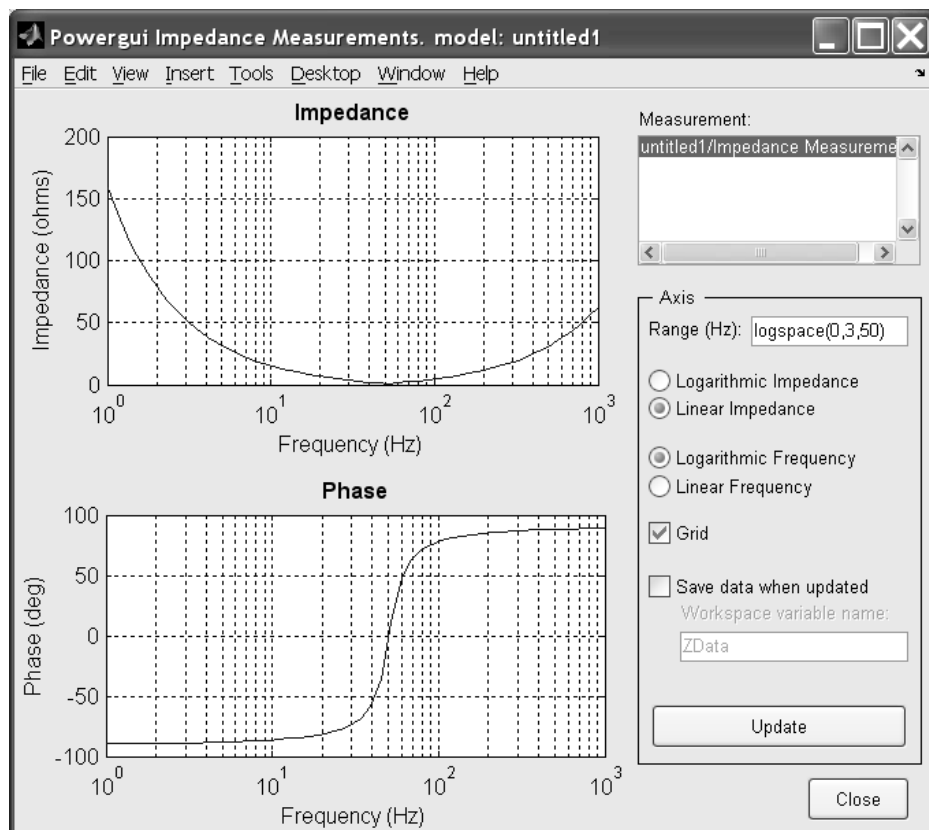 Powergui Impedance Measurements. model: untitled1
File Edit View Insert Tools Desktop Window Help
Impedance
200
150
100
50
0
Impedance (ohms)
10^0 10^1 10^2 10^3
Frequency (Hz)
Phase
100
50
0
-50
-100
Phase (deg)
10^0 10^1 10^2 10^3
Frequency (Hz)
Measurement:
untitled1/Impedance Measureme
Axis
Range (Hz): logspace(0,3,50)
Logarithmic Impedance
Linear Impedance
Logarithmic Frequency
Linear Frequency
Grid
Save data when updated
Workspace variable name:
ZData
Update
Close